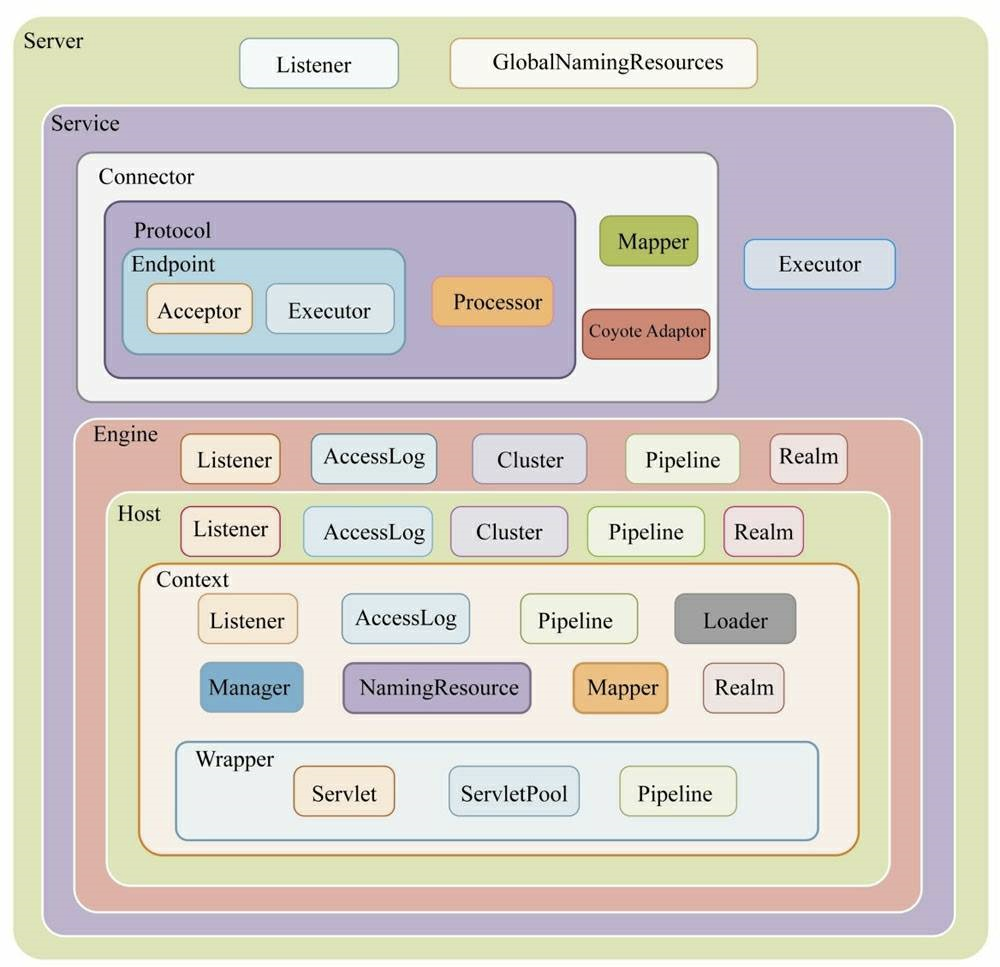 Server
Listener
GlobalNamingResources
Service
Connector
Protocol
Endpoint
Acceptor
Executor
Processor
Mapper
Coyote Adaptor
Executor
Engine
Listener
AccessLog
Cluster
Pipeline
Realm
Host
Listener
AccessLog
Cluster
Pipeline
Realm
Context
Listener
AccessLog
Pipeline
Loader
Manager
NamingResource
Mapper
Realm
Wrapper
Servlet
ServletPool
Pipeline